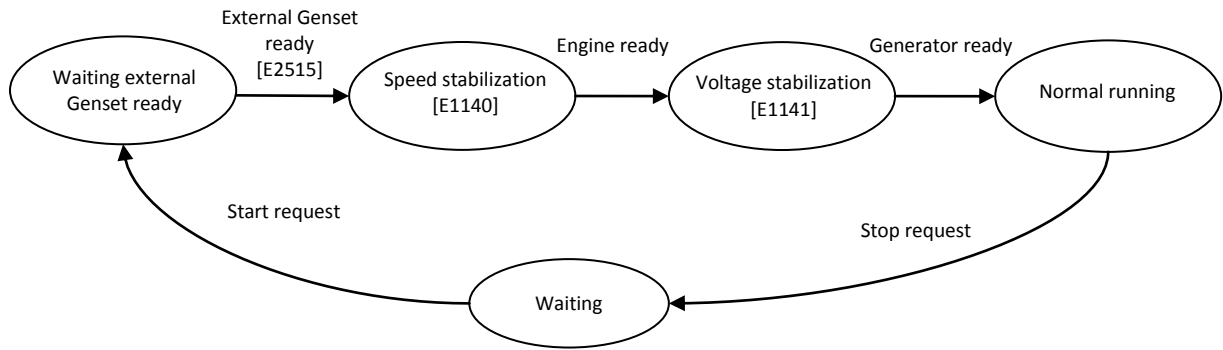 External Genset
ready
[E2515]
Waiting external
Genset ready
Speed stabilization
[E1140]
Engine ready
Voltage stabilization
[E1141]
Generator ready
Normal running
Start request
Stop request
Waiting